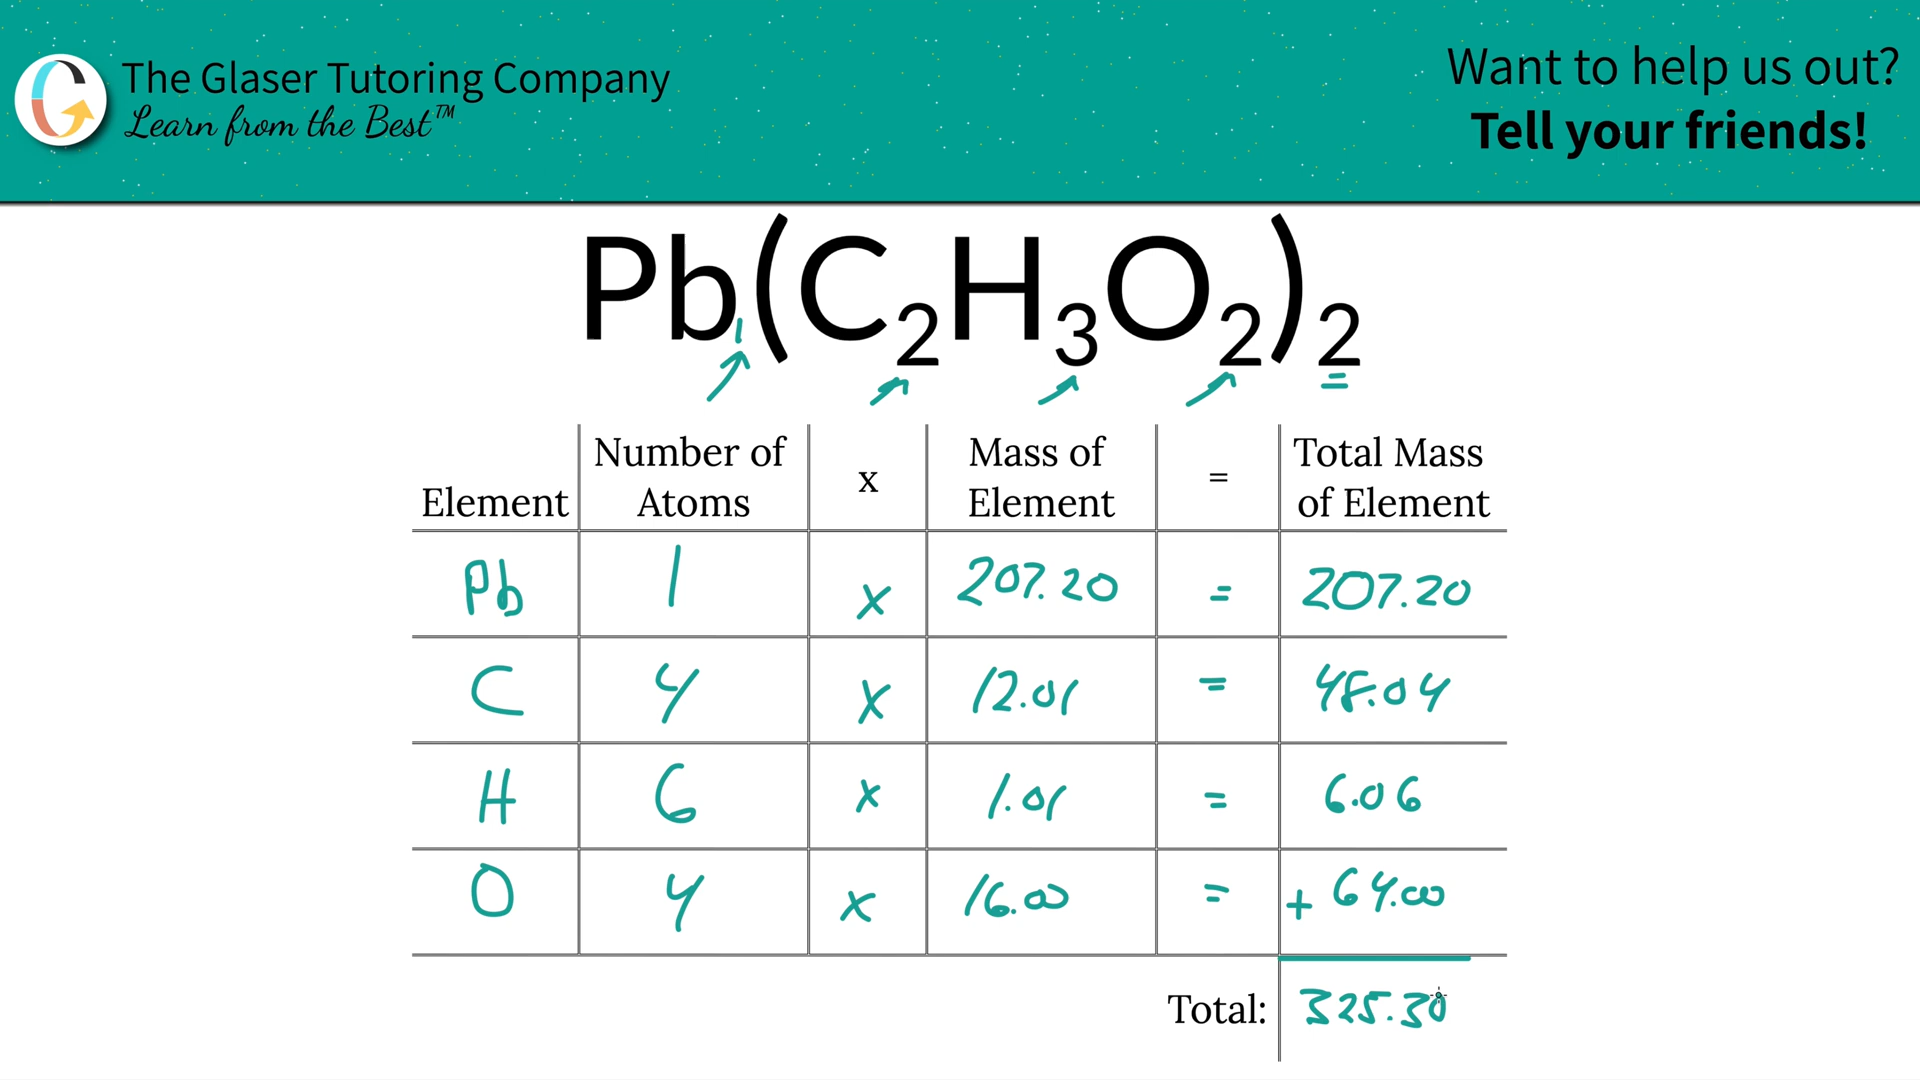 The Glaser Tutoring Company
Learn from the Best™
Want to help us out?
Tell your friends!
Pb(C₂H₃O₂)₂
1
Element | Number of Atoms | x | Mass of Element | = | Total Mass of Element
Pb | 1 | x | 207.20 | = | 207.20
C | 4 | x | 12.01 | = | 48.04
H | 6 | x | 1.01 | = | 6.06
O | 4 | x | 16.00 | = | + 64.00
Total: 325.30